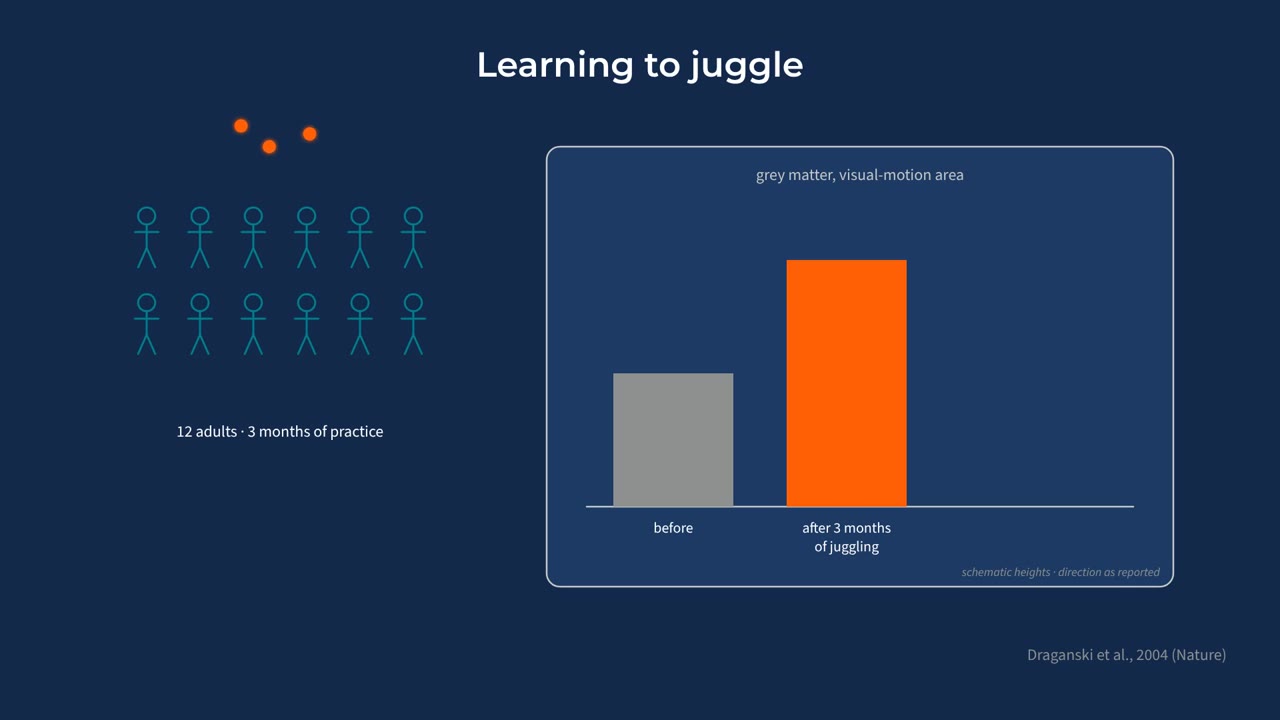 Learning to juggle
12 adults · 3 months of practice
grey matter, visual-motion area
before
after 3 months
of juggling
schematic heights · direction as reported
Draganski et al., 2004 (Nature)